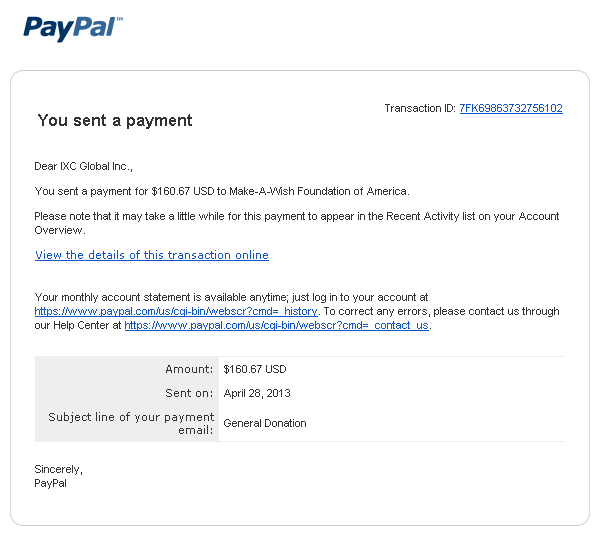 PayPal™
Transaction ID: 7FK69863732756102
You sent a payment
Dear IXC Global Inc.,
You sent a payment for $160.67 USD to Make-A-Wish Foundation of America.
Please note that it may take a little while for this payment to appear in the Recent Activity list on your Account
Overview.
View the details of this transaction online
Your monthly account statement is available anytime; just log in to your account at
https://www.paypal.com/us/cgi-bin/webscr?cmd=_history. To correct any errors, please contact us through
our Help Center at https://www.paypal.com/us/cgi-bin/webscr?cmd=_contact_us.
Amount: $160.67 USD
Sent on: April 28, 2013
Subject line of your payment
email: General Donation
Sincerely,
PayPal